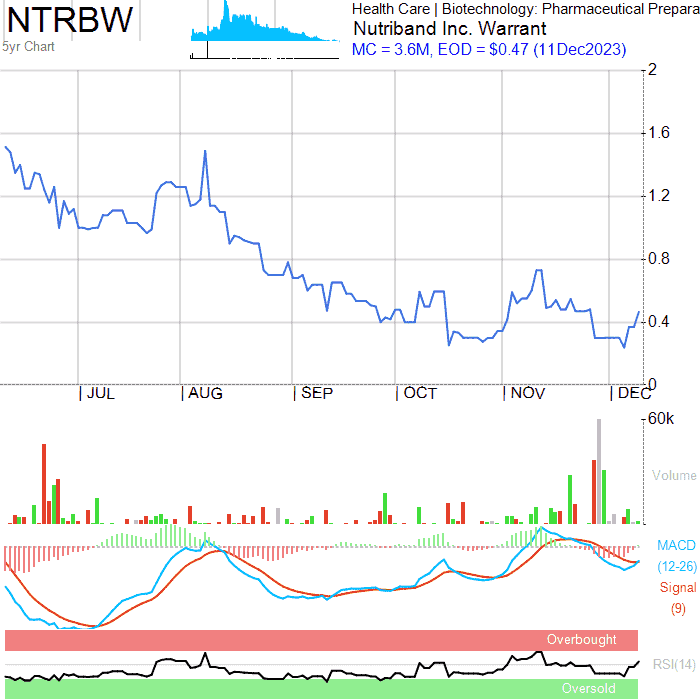 NTRBW
5yr Chart
Health Care | Biotechnology: Pharmaceutical Prepara
Nutriband Inc. Warrant
MC = 3.6M, EOD = $0.47 (11Dec2023)
2
1.6
1.2
0.8
0.4
0
JUL
AUG
SEP
OCT
NOV
DEC
60k
Volume
MACD
(12-26)
Signal
(9)
Overbought
RSI(14)
Oversold